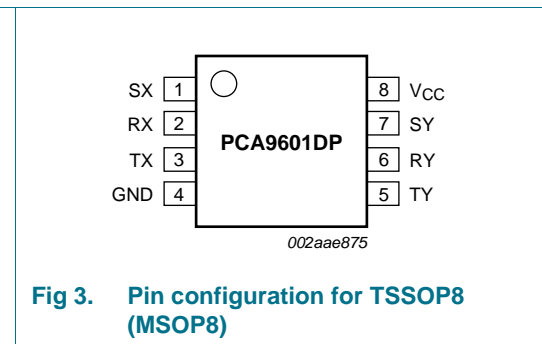 SX 1 8 VCC
RX 2 PCA9601DP 7 SY
TX 3 6 RY
GND 4 5 TY
002aae875
Fig 3. Pin configuration for TSSOP8
(MSOP8)